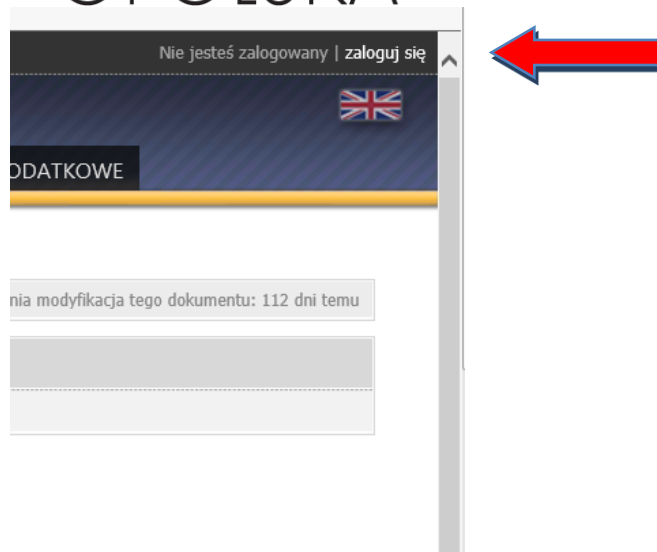 Nie jesteś zalogowany | zaloguj się
ODATKOWE
nia modyfikacja tego dokumentu: 112 dni temu